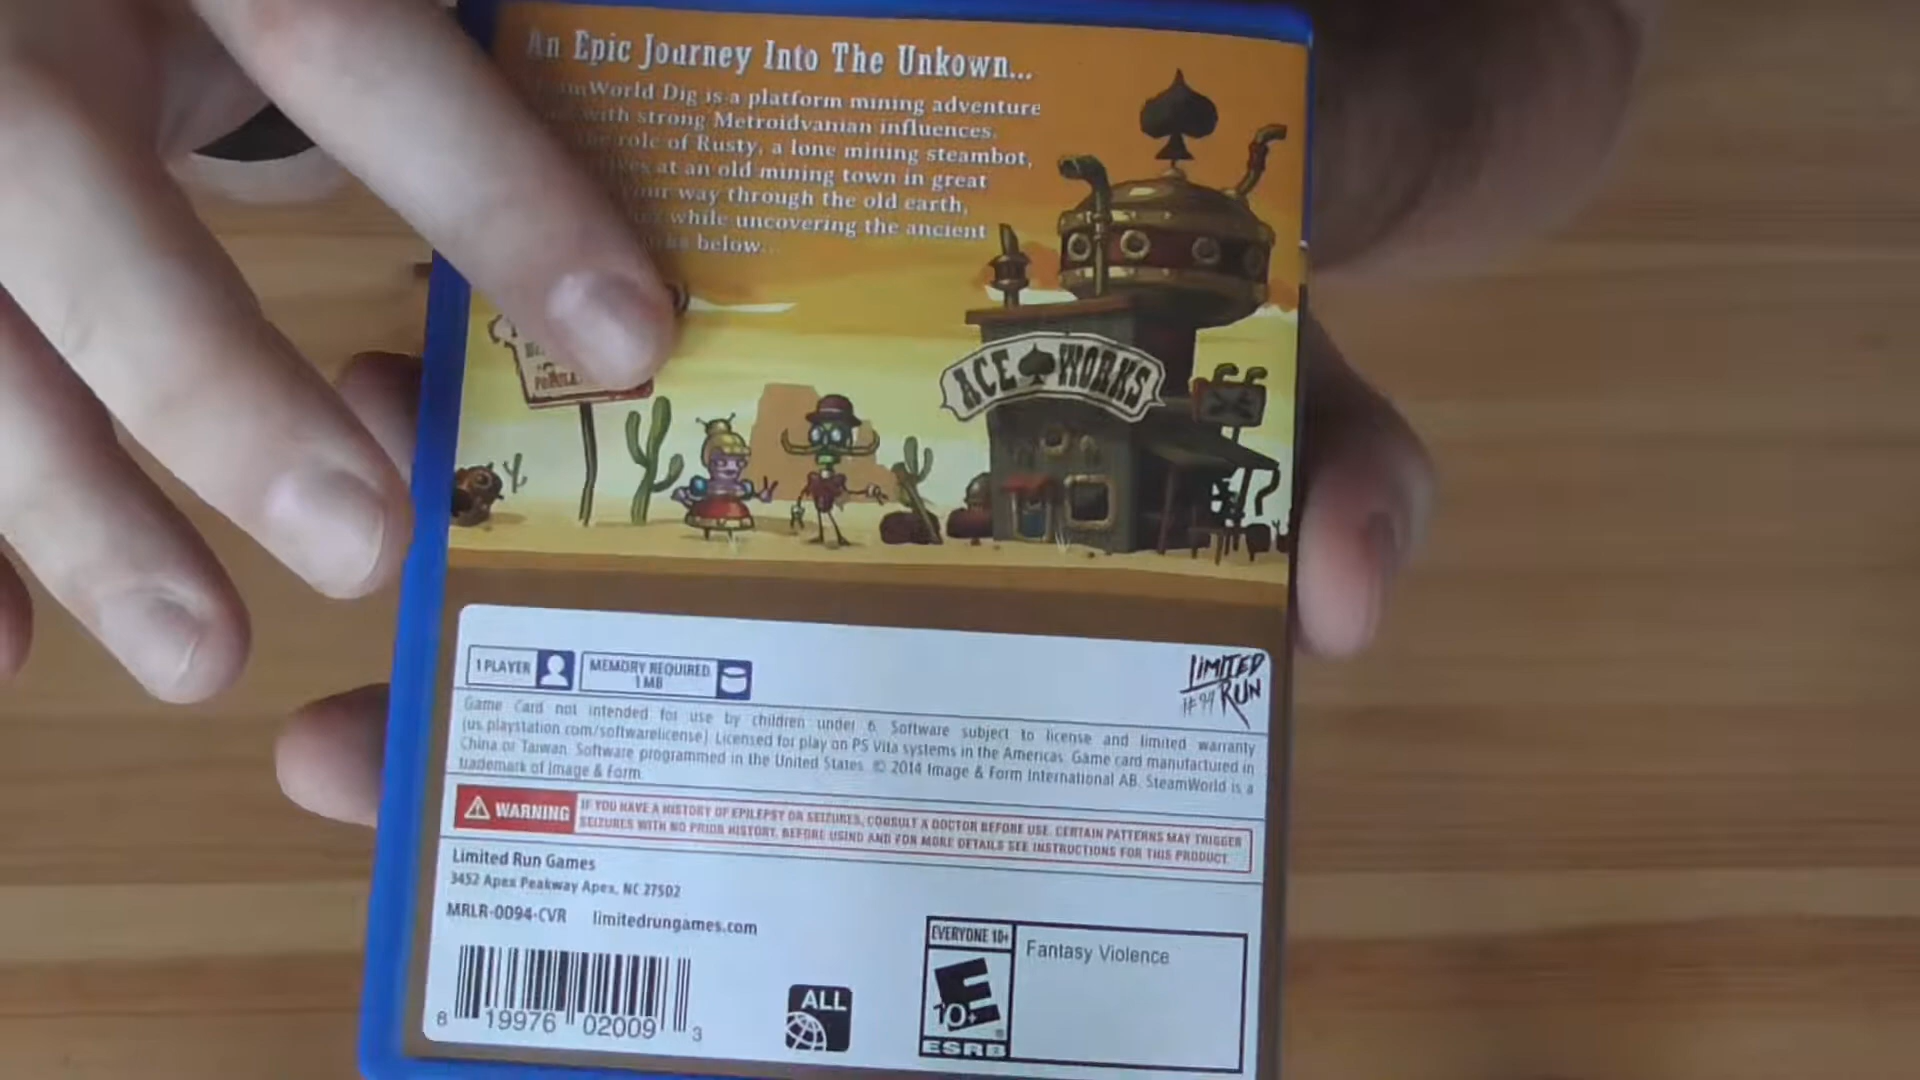 An Epic Journey Into The Unkown...
World Dig is a platform mining adventure
with strong Metroidvanian influences.
role of Rusty, a lone mining steambot,
at an old mining town in great
way through the old earth,
while uncovering the ancient
below...
ACE WORKS
1 PLAYER
MEMORY REQUIRED
1 MB
LIMITED
RUN
#94
Game Card not intended for use by children under 6. Software subject to license and limited warranty
(us.playstation.com/softwarelicense). Licensed for play on PS Vita systems in the Americas. Game card manufactured in
China or Taiwan. Software programmed in the United States. © 2014 Image & Form International AB. SteamWorld is a
trademark of Image & Form.
WARNING
IF YOU HAVE A HISTORY OF EPILEPSY OR SEIZURES, CONSULT A DOCTOR BEFORE USE. CERTAIN PATTERNS MAY TRIGGER
SEIZURES WITH NO PRIOR HISTORY. BEFORE USING AND FOR MORE DETAILS SEE INSTRUCTIONS FOR THIS PRODUCT.
Limited Run Games
3452 Apex Peakway Apex, NC 27502
MRLR-0094-CVR limitedrungames.com
8 19976 02009 3
ALL
EVERYONE 10+
E
10+
ESRB
Fantasy Violence